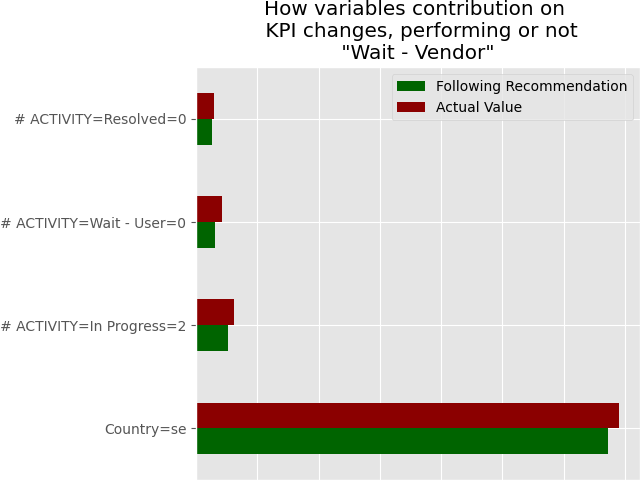 How variables contribution on
KPI changes, performing or not
"Wait - Vendor"
Following Recommendation
Actual Value
# ACTIVITY=Resolved=0
# ACTIVITY=Wait - User=0
# ACTIVITY=In Progress=2
Country=se